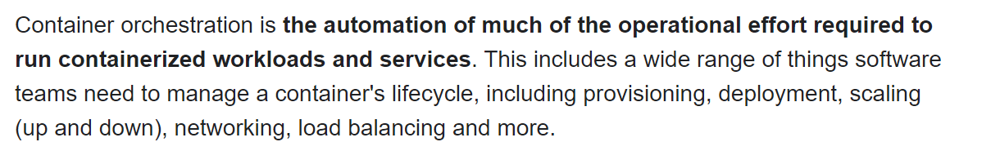 Container orchestration is the automation of much of the operational effort required to
run containerized workloads and services. This includes a wide range of things software
teams need to manage a container's lifecycle, including provisioning, deployment, scaling
(up and down), networking, load balancing and more.